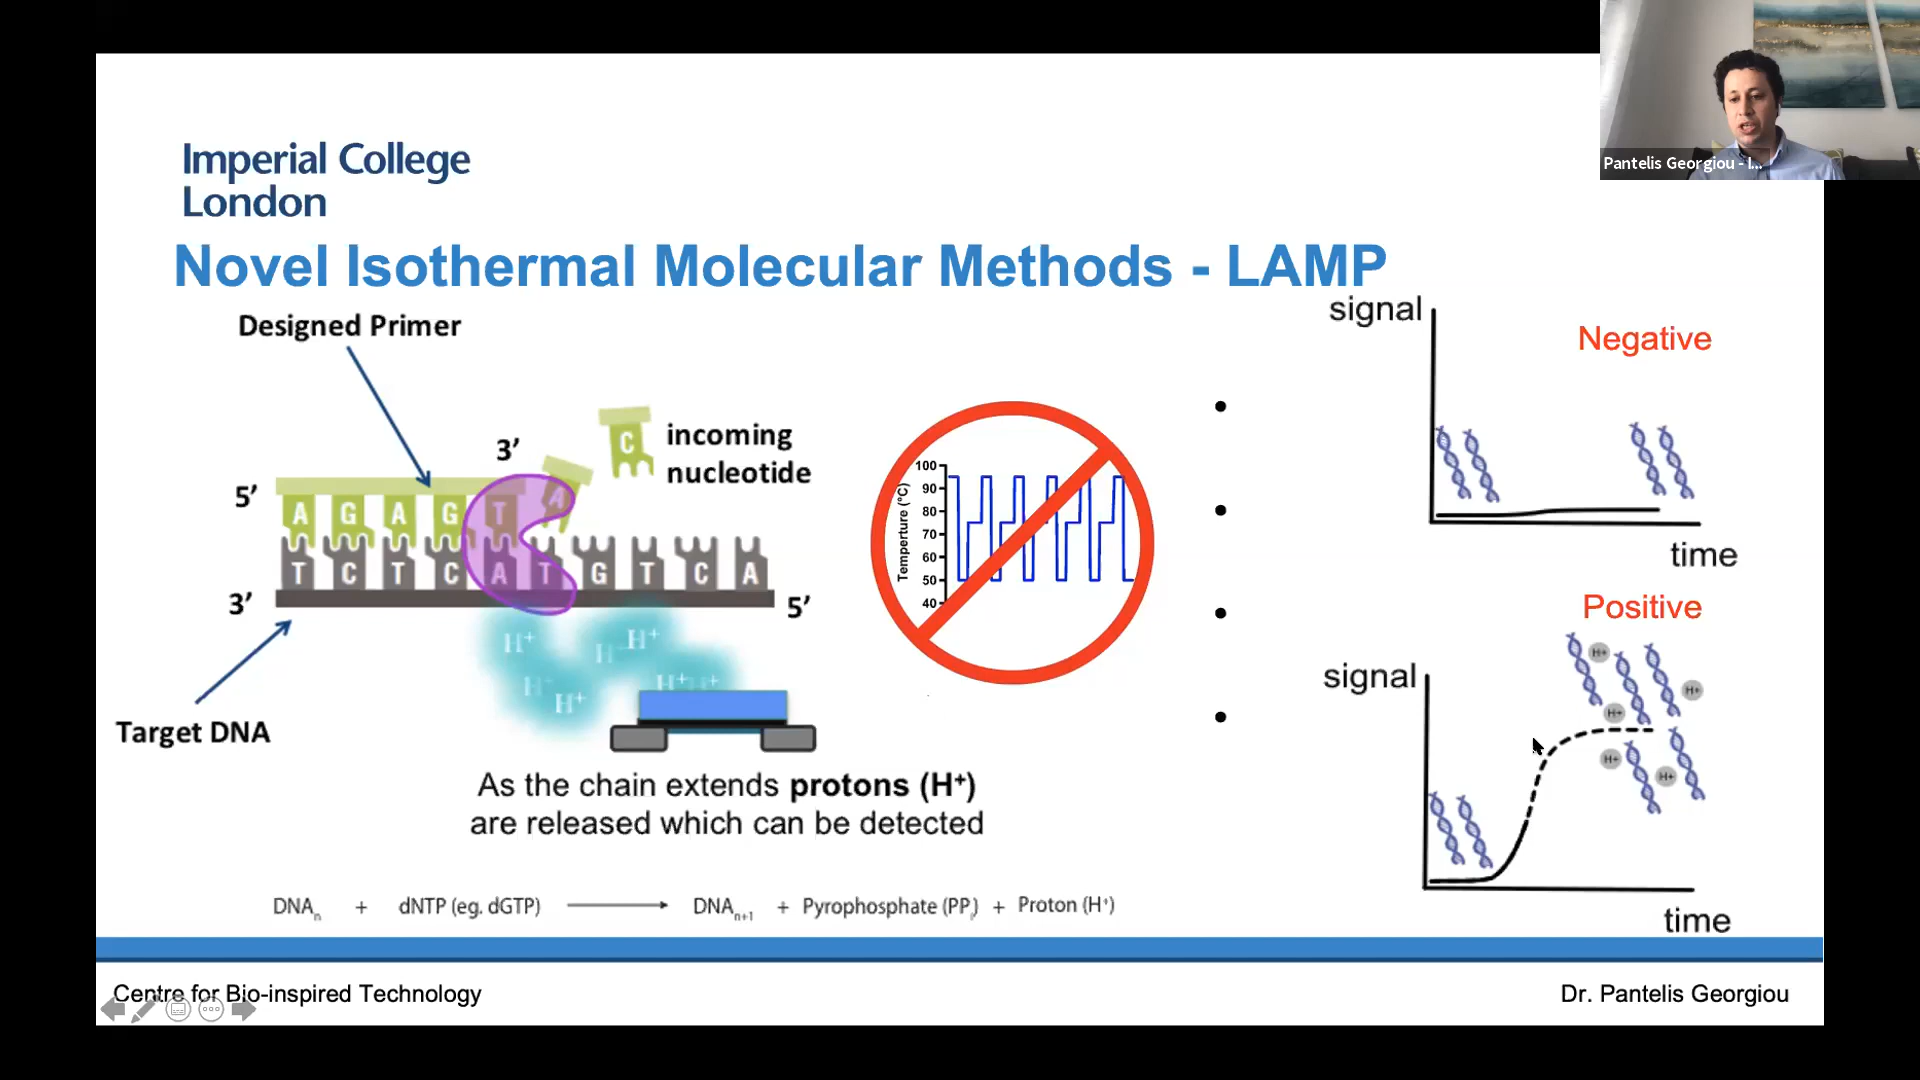 Pantelis Georgiou - I...
Imperial College
London
Novel Isothermal Molecular Methods - LAMP
Designed Primer
3’
C
incoming
nucleotide
5’
A G A G T A
T C T C A T G T C A
3’
5’
H+ H+ H+
H+ H+
H+ H+
Target DNA
As the chain extends protons (H+)
are released which can be detected
DNAn + dNTP (eg. dGTP) DNAn+1 + Pyrophosphate (PPi) + Proton (H+)
Temperture (°C)
100
90
80
70
60
50
40
•
•
•
•
signal
Negative
time
Positive
signal
H+
H+
H+
H+
H+
time
Centre for Bio-inspired Technology
Dr. Pantelis Georgiou